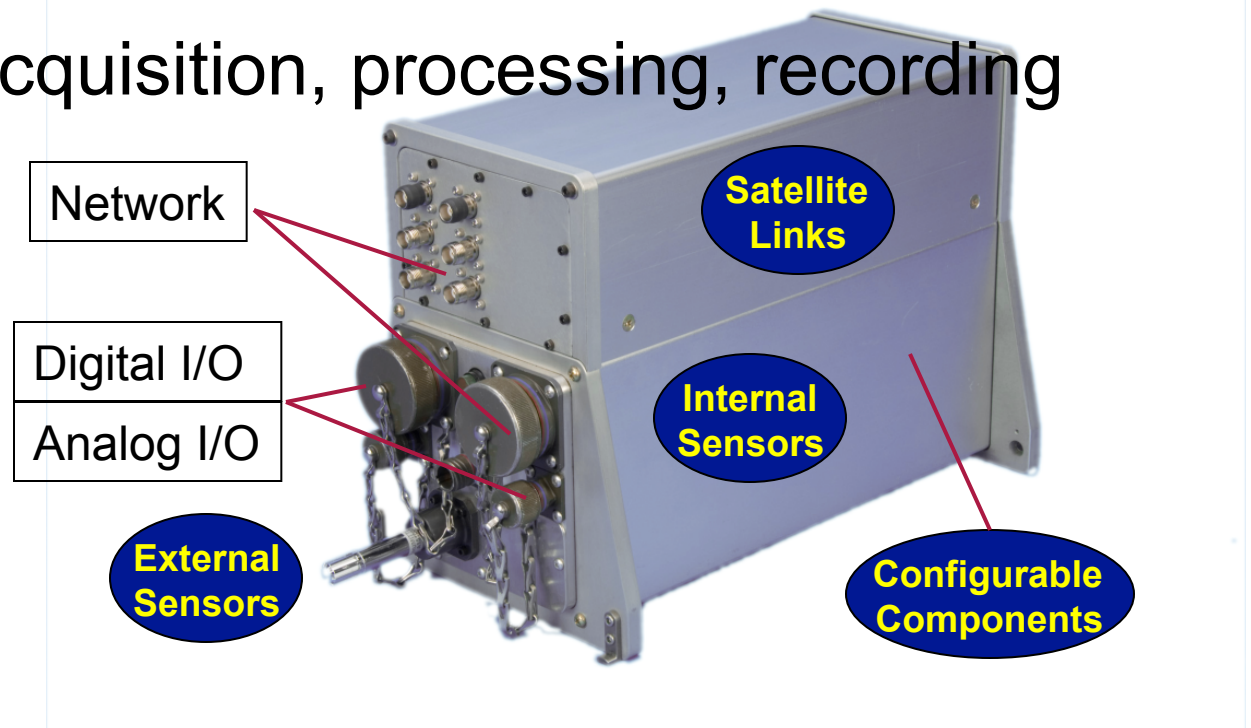 cquisition, processing, recording
Network
Satellite
Links
Digital I/O
Analog I/O
Internal
Sensors
External
Sensors
Configurable
Components